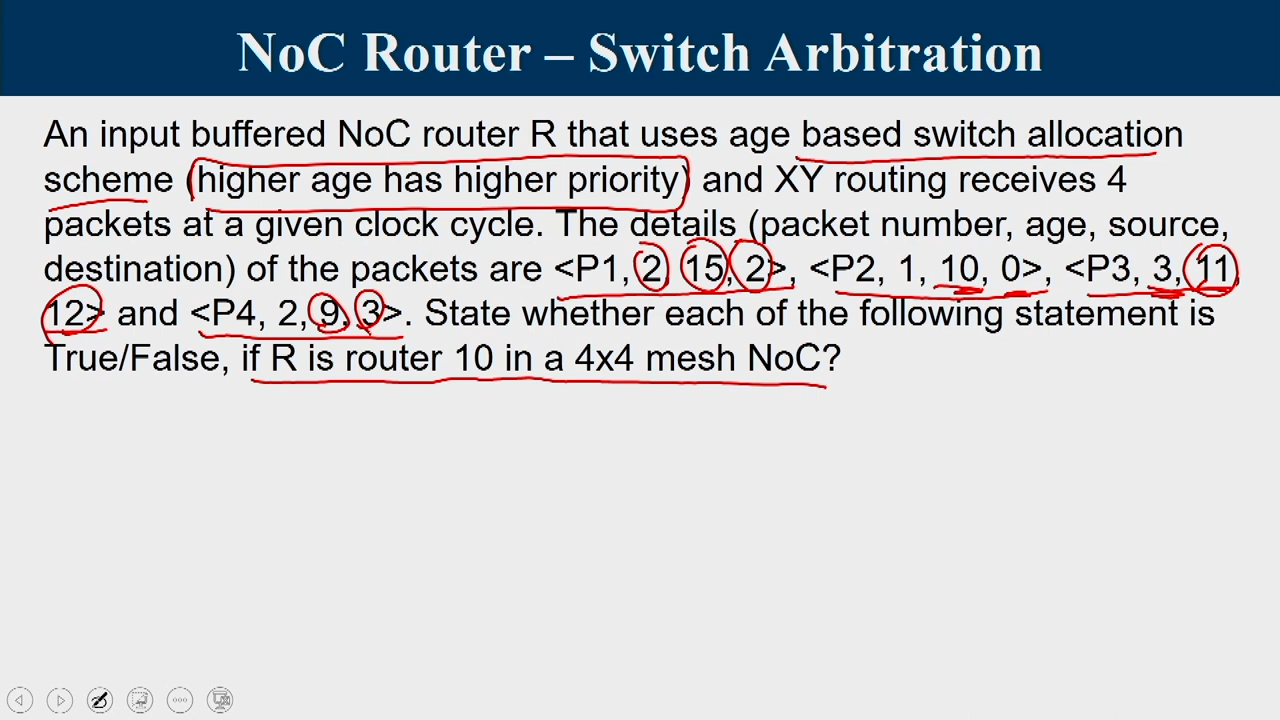 NoC Router – Switch Arbitration
An input buffered NoC router R that uses age based switch allocation
scheme (higher age has higher priority) and XY routing receives 4
packets at a given clock cycle. The details (packet number, age, source,
destination) of the packets are <P1, 2, 15, 2>, <P2, 1, 10, 0>, <P3, 3, 11,
12> and <P4, 2, 9, 3>. State whether each of the following statement is
True/False, if R is router 10 in a 4x4 mesh NoC?